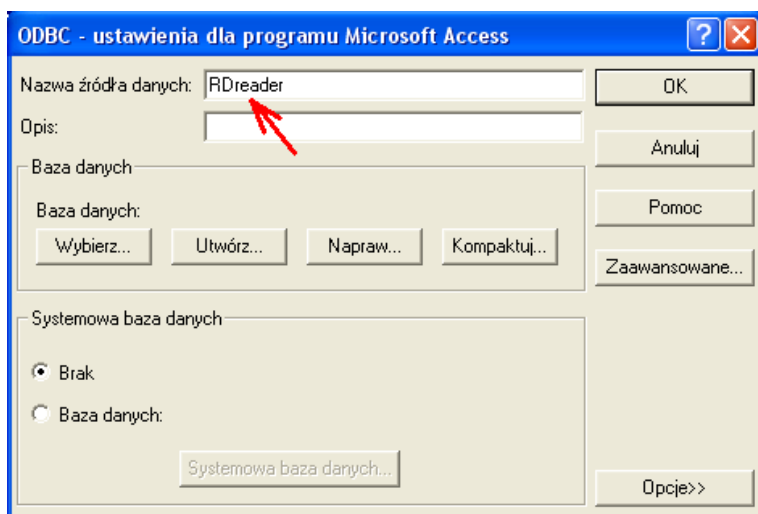 ODBC - ustawienia dla programu Microsoft Access
Nazwa źródła danych: RDreader
OK
Opis:
Anuluj
Baza danych
Baza danych:
Pomoc
Wybierz... Utwórz... Napraw... Kompaktuj...
Zaawansowane...
Systemowa baza danych
Brak
Baza danych:
Systemowa baza danych...
Opcje>>